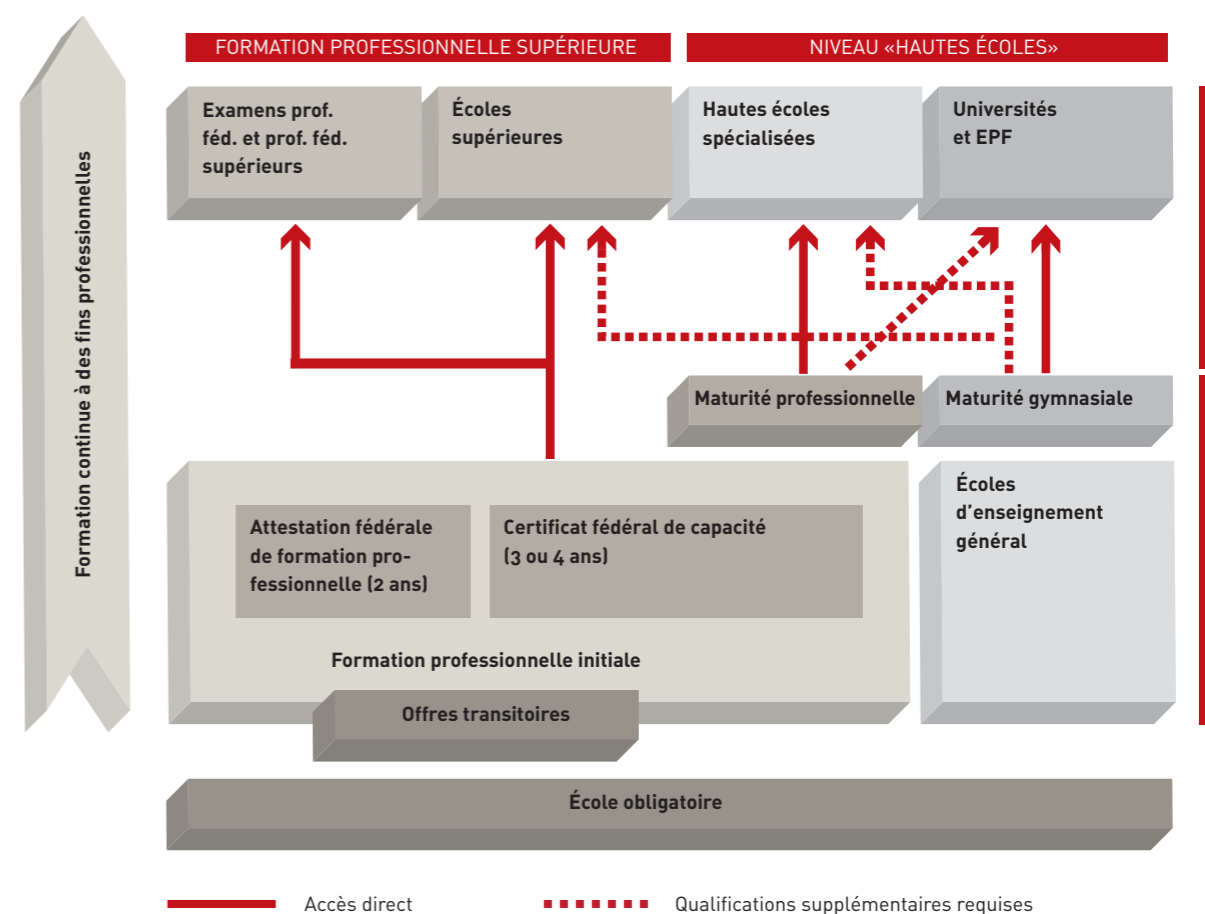 FORMATION PROFESSIONNELLE SUPÉRIEURE
NIVEAU «HAUTES ÉCOLES»
Formation continue à des fins professionnelles
Examens prof.
féd. et prof. féd.
supérieurs
Écoles
supérieures
Hautes écoles
spécialisées
Universités
et EPF
Maturité professionnelle
Maturité gymnasiale
Attestation fédérale
de formation pro-
fessionnelle (2 ans)
Certificat fédéral de capacité
(3 ou 4 ans)
Écoles
d’enseignement
général
Formation professionnelle initiale
Offres transitoires
École obligatoire
Accès direct
Qualifications supplémentaires requises